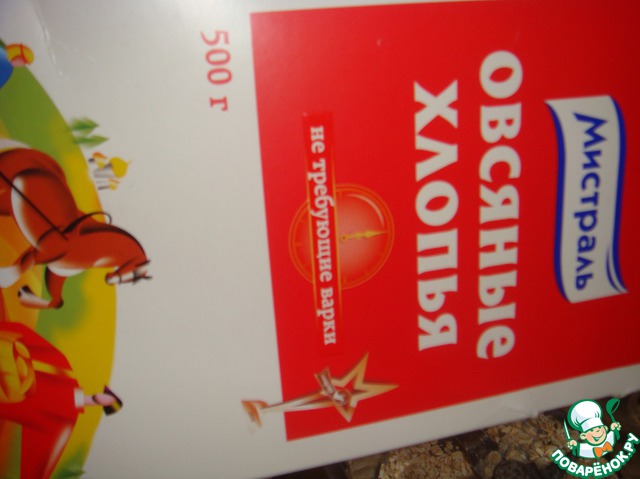 Мистраль
ОВСЯНЫЕ
ХЛОПЬЯ
не требующие варки
500 г
ПОВАРЁНОК.РУ